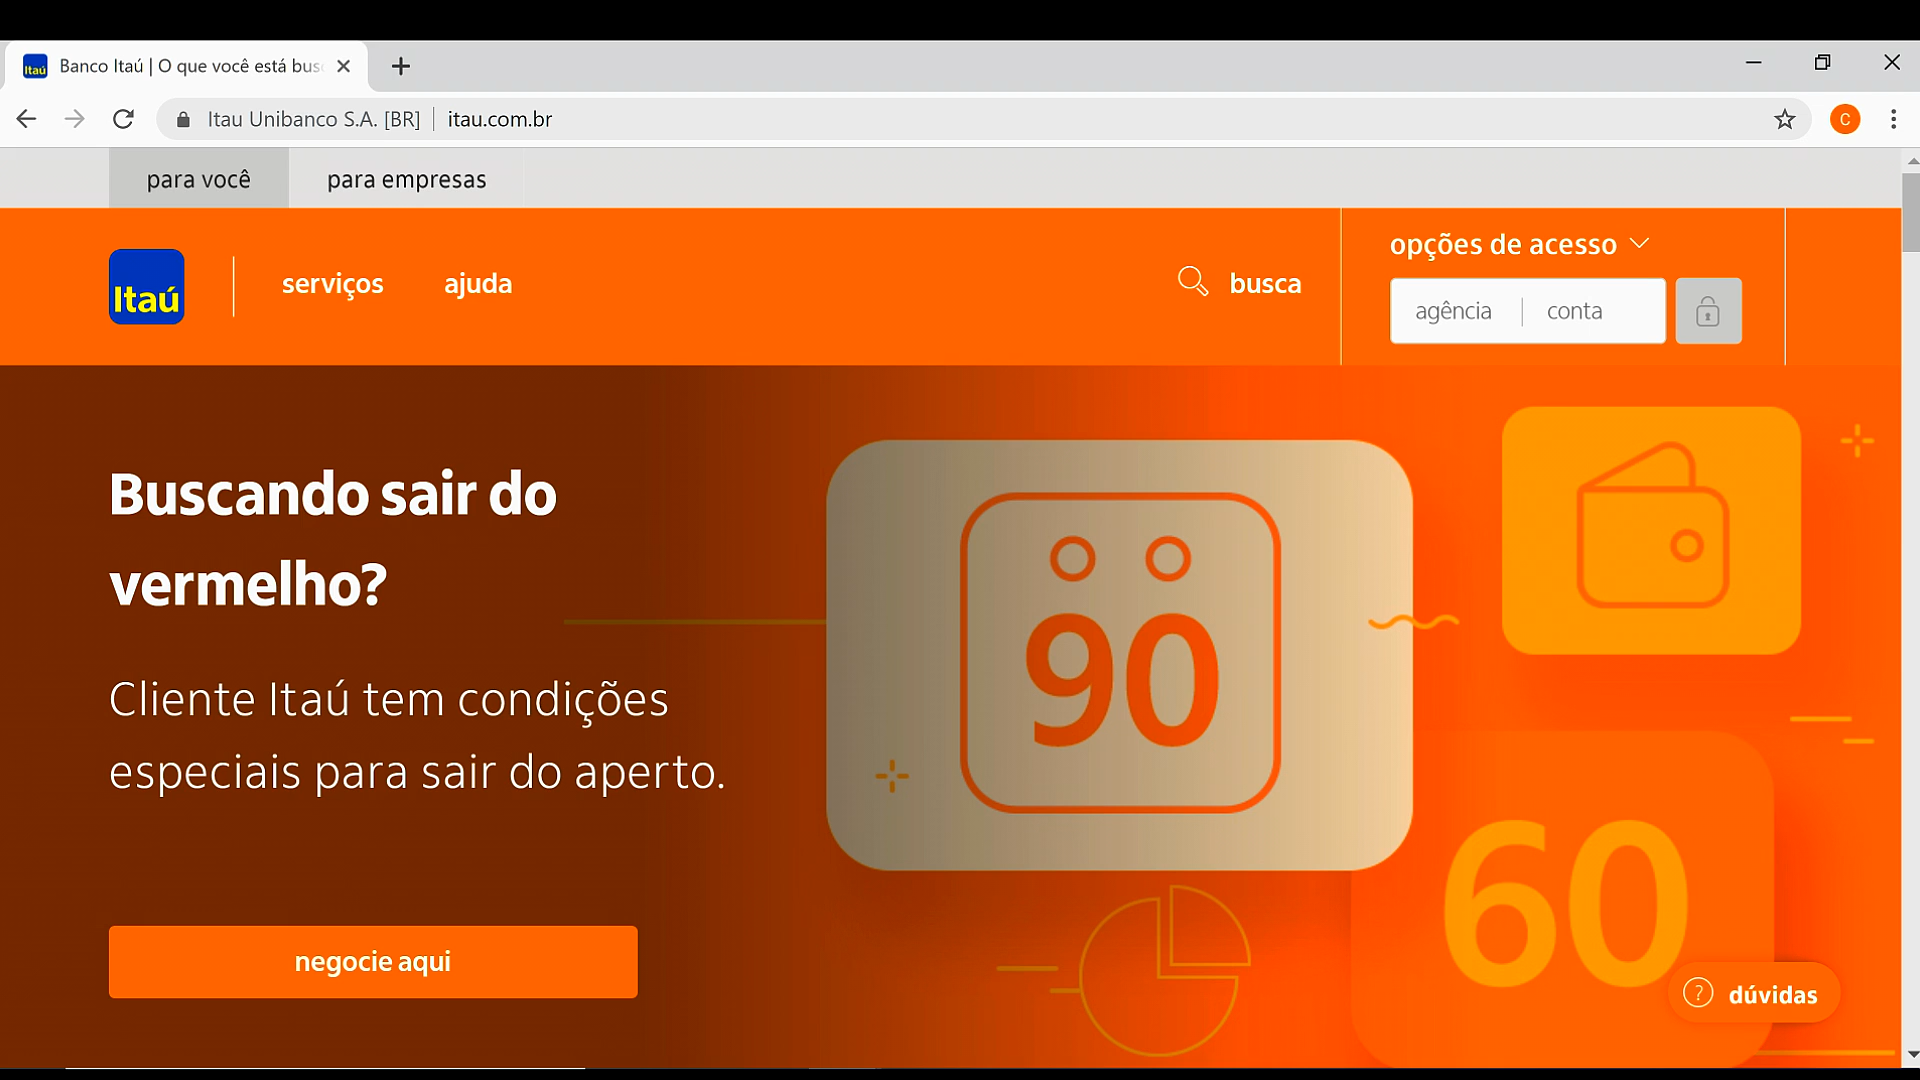 Itaú Banco Itaú | O que você está bus
Itau Unibanco S.A. [BR] itau.com.br
C
para você para empresas
Itaú serviços ajuda busca
opções de acesso
agência conta
Buscando sair do
vermelho?
Cliente Itaú tem condições
especiais para sair do aperto.
negocie aqui
90
60
? dúvidas